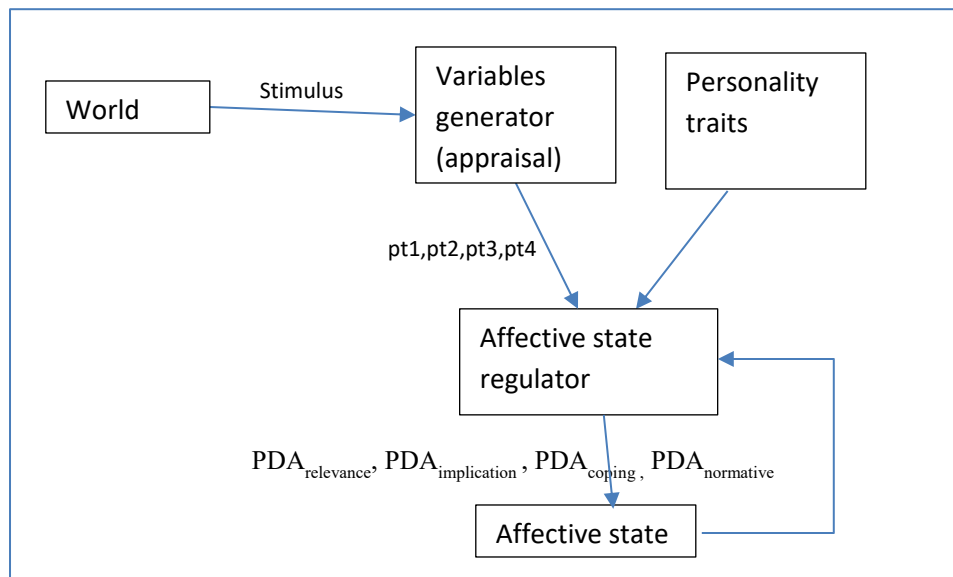 World
Stimulus
Variables
generator
(appraisal)
Personality
traits
pt1,pt2,pt3,pt4
Affective state
regulator
PDArelevance, PDAimplication , PDAcoping , PDAnormative
Affective state